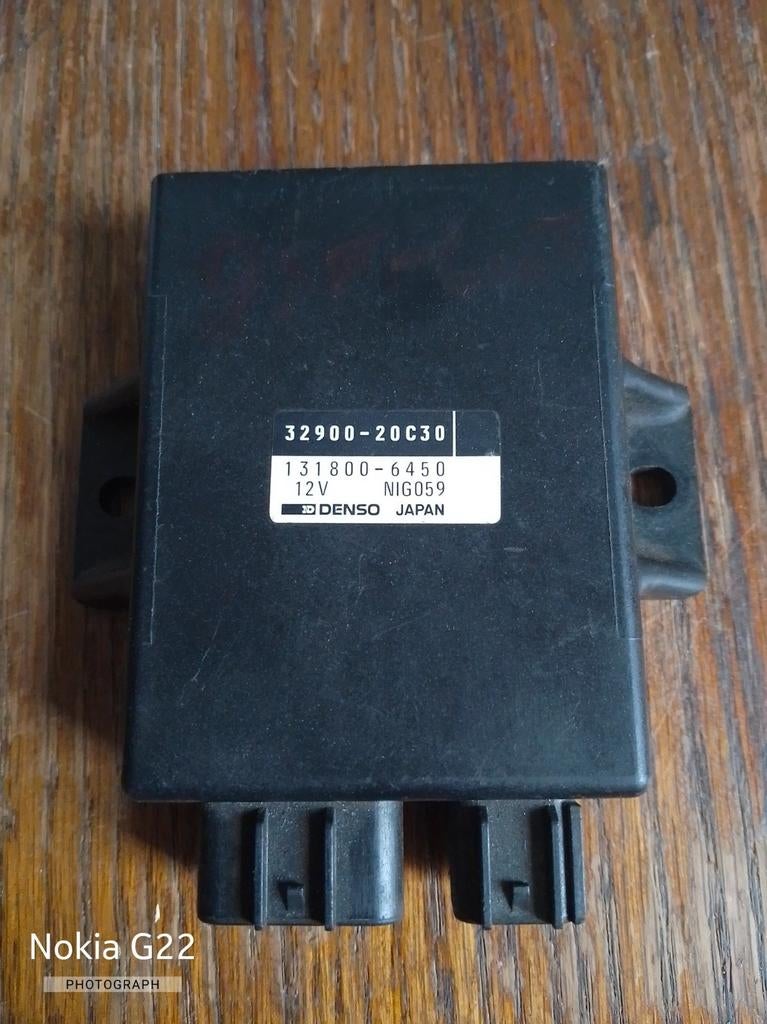 32900-20C30
131800-6450
12V NIG059
DENSO JAPAN
Nokia G22
PHOTOGRAPH